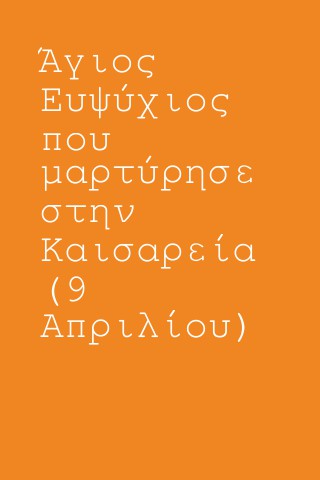 Άγιος
Ευψύχιος
που
μαρτύρησε
στην
Καισαρεία
(9
Απριλίου)